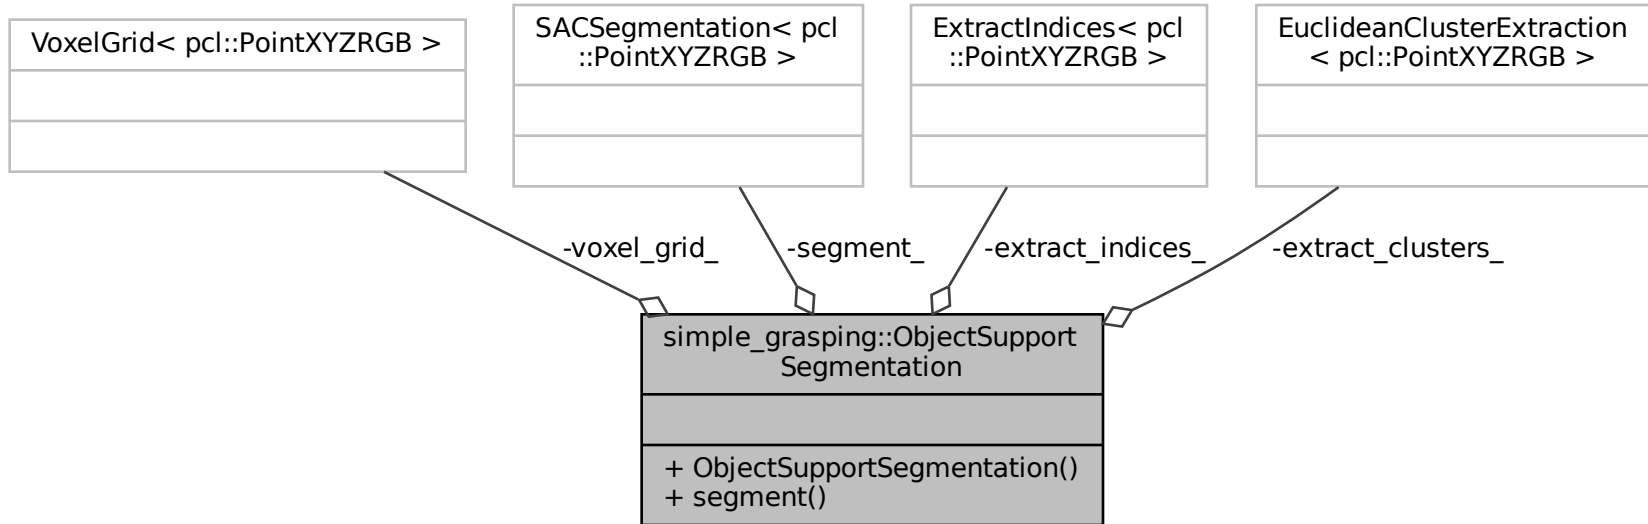 VoxelGrid< pcl::PointXYZRGB >
SACSegmentation< pcl
::PointXYZRGB >
ExtractIndices< pcl
::PointXYZRGB >
EuclideanClusterExtraction
< pcl::PointXYZRGB >
-voxel_grid_
-segment_
-extract_indices_
-extract_clusters_
simple_grasping::ObjectSupport
Segmentation
+ ObjectSupportSegmentation()
+ segment()